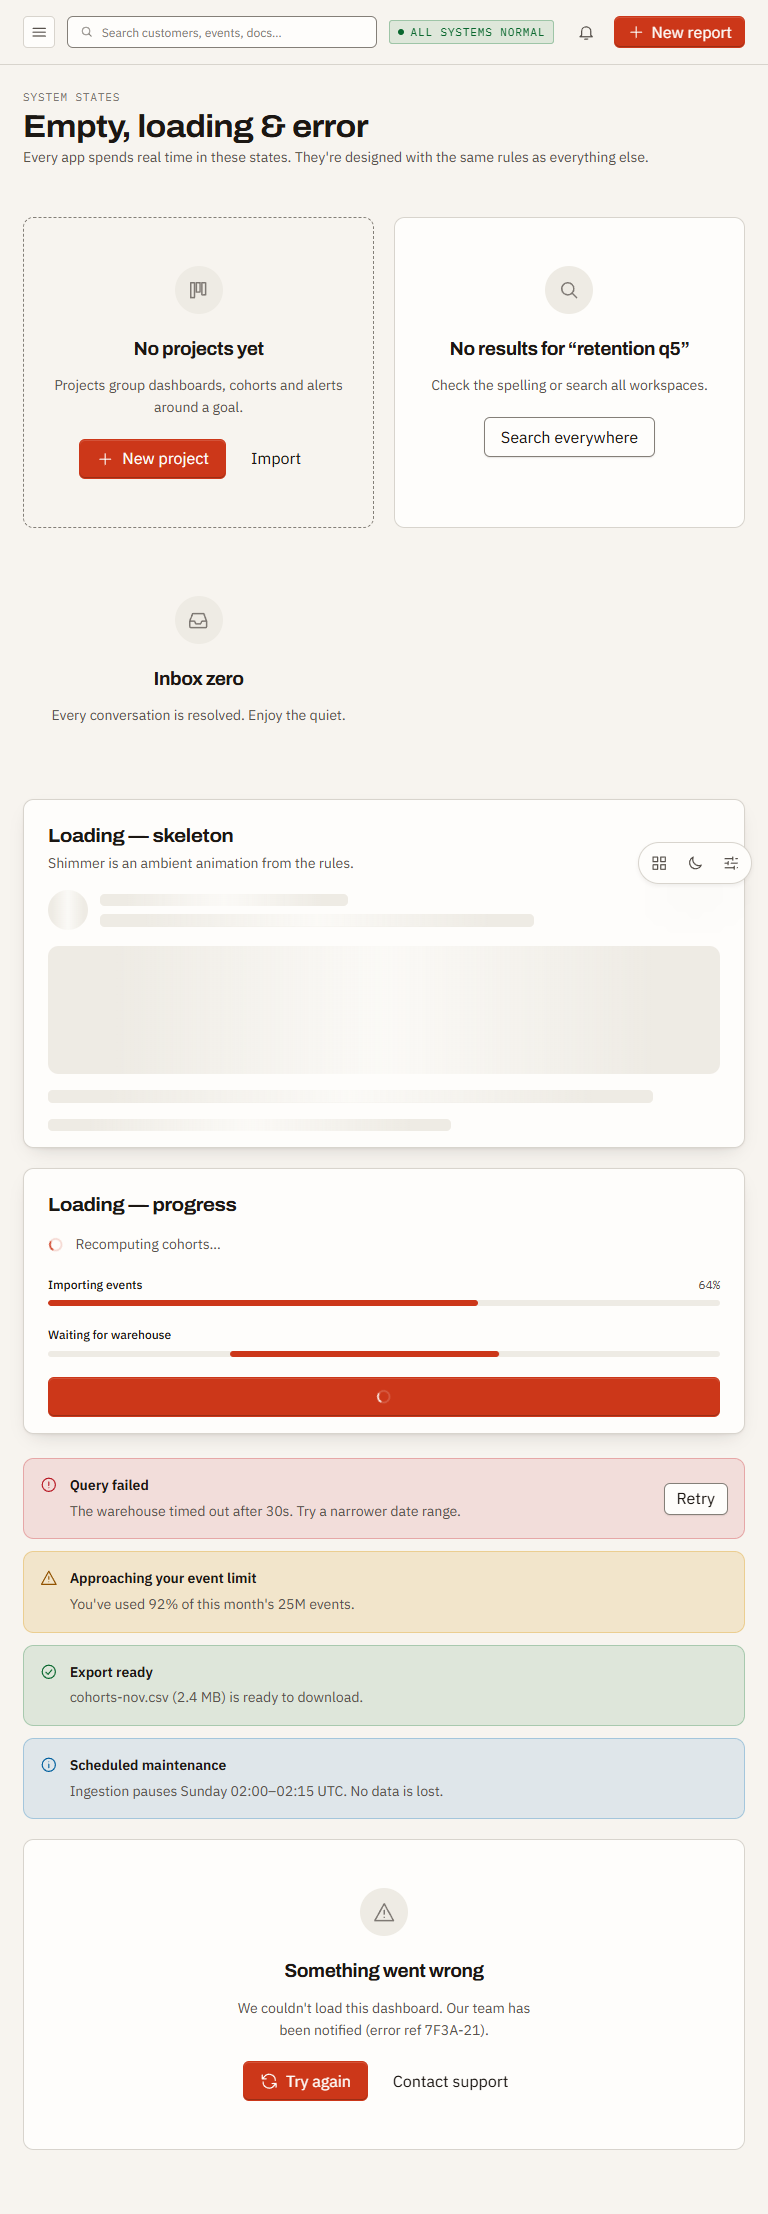 Search customers, events, docs...
ALL SYSTEMS NORMAL
New report
SYSTEM STATES
Empty, loading & error
Every app spends real time in these states. They're designed with the same rules as everything else.
No projects yet
Projects group dashboards, cohorts and alerts
around a goal.
New project
Import
No results for “retention q5”
Check the spelling or search all workspaces.
Search everywhere
Inbox zero
Every conversation is resolved. Enjoy the quiet.
Loading — skeleton
Shimmer is an ambient animation from the rules.
Loading — progress
Recomputing cohorts...
Importing events
64%
Waiting for warehouse
Query failed
The warehouse timed out after 30s. Try a narrower date range.
Retry
Approaching your event limit
You've used 92% of this month's 25M events.
Export ready
cohorts-nov.csv (2.4 MB) is ready to download.
Scheduled maintenance
Ingestion pauses Sunday 02:00–02:15 UTC. No data is lost.
Something went wrong
We couldn't load this dashboard. Our team has
been notified (error ref 7F3A-21).
Try again
Contact support